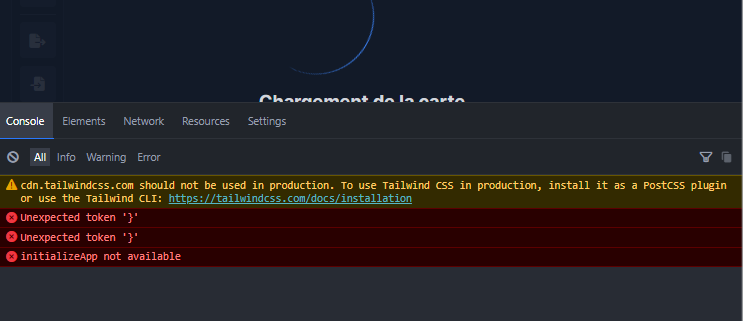 Chargement de la carte
Console Elements Network Resources Settings
All Info Warning Error
cdn.tailwindcss.com should not be used in production. To use Tailwind CSS in production, install it as a PostCSS plugin
or use the Tailwind CLI: https://tailwindcss.com/docs/installation
Unexpected token '}'
Unexpected token '}'
initializeApp not available